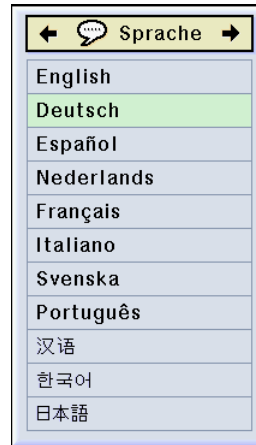 Sprache
English
Deutsch
Español
Nederlands
Français
Italiano
Svenska
Português
汉语
한국어
日本語